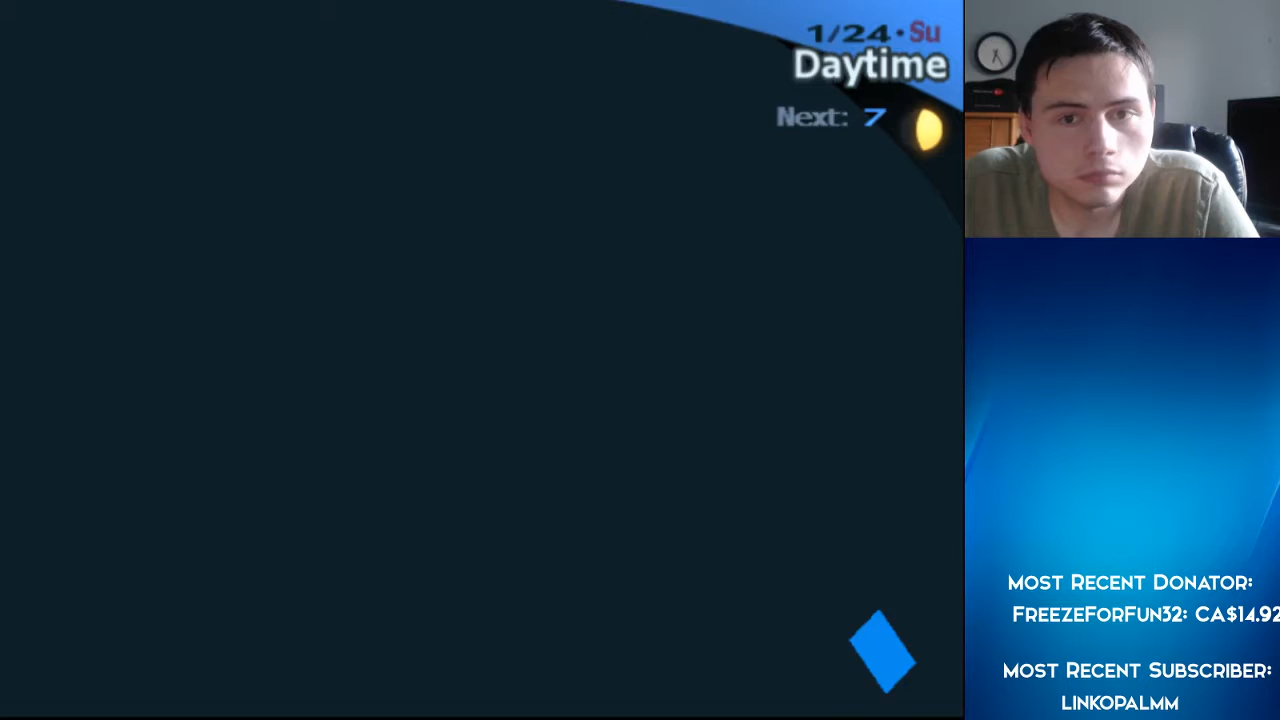 1/24·Su
Daytime
Next: 7
Most Recent Donator:
FreezeForFun32: CA$14.92
Most Recent Subscriber:
linkopalmm